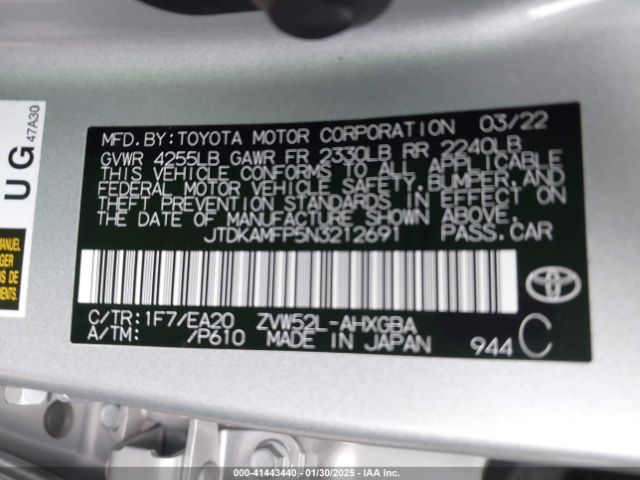 MFD.BY:TOYOTA MOTOR CORPORATION 03/22
GVWR 4255LB GAWR FR 2330LB RR 2240LB
THIS VEHICLE CONFORMS TO ALL APPLICABLE
FEDERAL MOTOR VEHICLE SAFETY,BUMPER,AND
THEFT PREVENTION STANDARDS IN EFFECT ON
THE DATE OF MANUFACTURE SHOWN ABOVE.
JTDKAMFP5N3212691 PASS.CAR
C/TR:1F7/EA20 ZVW52L-AHXGBA
A/TM: /P610 MADE IN JAPAN 944 C
UG
47A30
MANUEL
STOCK#: 41443440 | 01/30/2025 | IAA Inc.